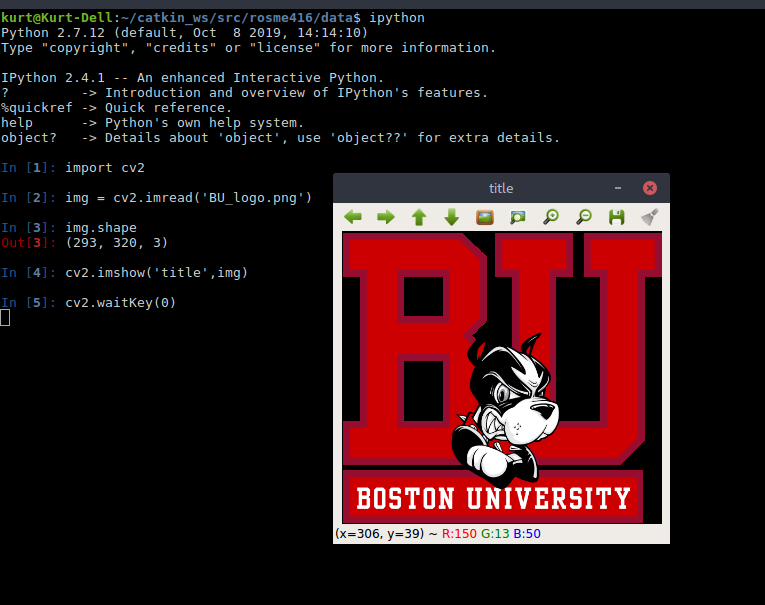 kurt@Kurt-Dell:~/catkin_ws/src/rosme416/data$ ipython
Python 2.7.12 (default, Oct  8 2019, 14:14:10)
Type "copyright", "credits" or "license" for more information.
IPython 2.4.1 -- An enhanced Interactive Python.
?         -> Introduction and overview of IPython's features.
%quickref -> Quick reference.
help      -> Python's own help system.
object?   -> Details about 'object', use 'object??' for extra details.
In [1]: import cv2
In [2]: img = cv2.imread('BU_logo.png')
In [3]: img.shape
Out[3]: (293, 320, 3)
In [4]: cv2.imshow('title',img)
In [5]: cv2.waitKey(0)
title
BU
BOSTON UNIVERSITY
(x=306, y=39) ~ R:150 G:13 B:50